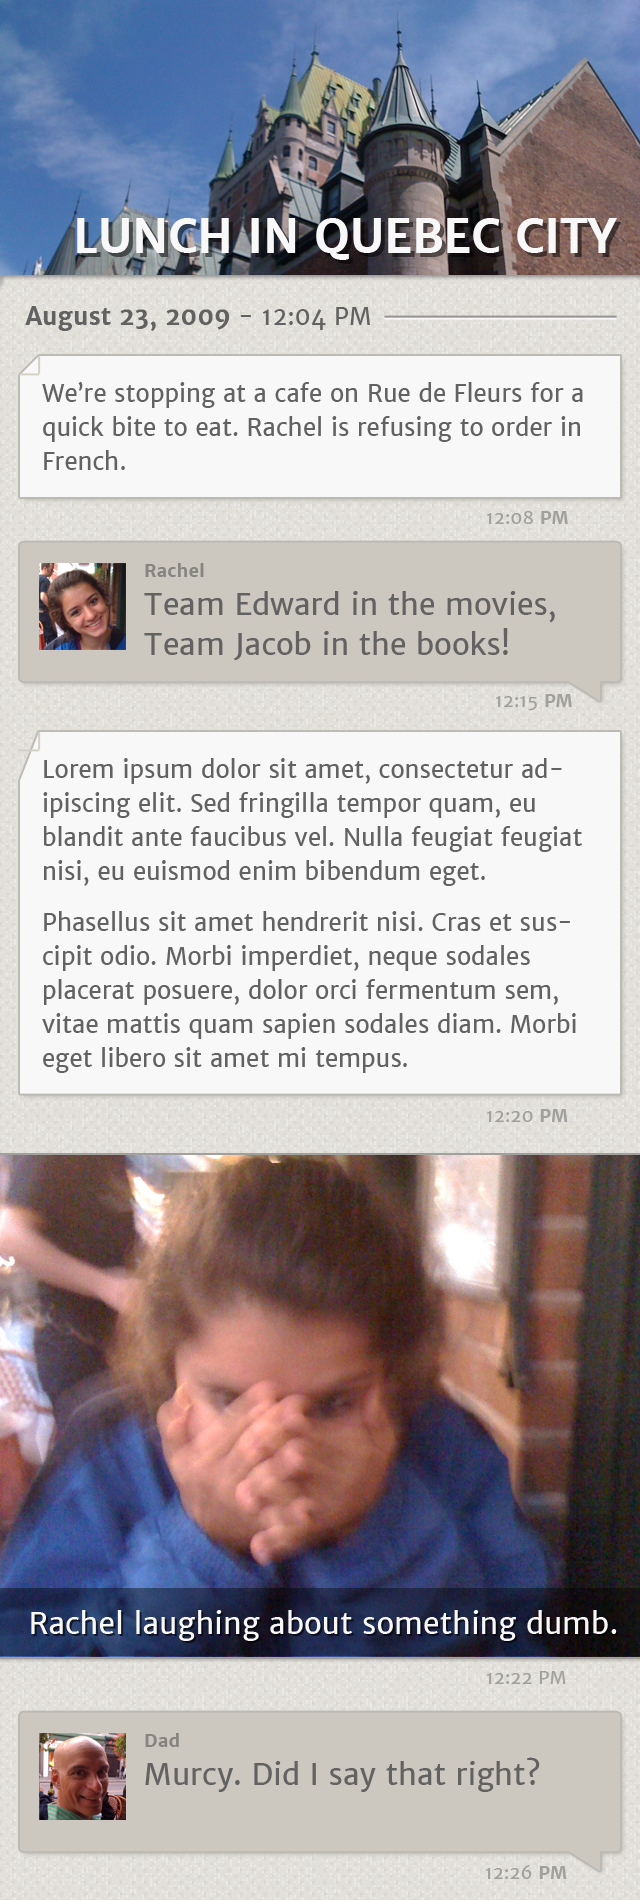 LUNCH IN QUEBEC CITY
August 23, 2009 - 12:04 PM
We’re stopping at a cafe on Rue de Fleurs for a
quick bite to eat. Rachel is refusing to order in
French.
12:08 PM
Rachel
Team Edward in the movies,
Team Jacob in the books!
12:15 PM
Lorem ipsum dolor sit amet, consectetur ad-
ipiscing elit. Sed fringilla tempor quam, eu
blandit ante faucibus vel. Nulla feugiat feugiat
nisi, eu euismod enim bibendum eget.
Phasellus sit amet hendrerit nisi. Cras et sus-
cipit odio. Morbi imperdiet, neque sodales
placerat posuere, dolor orci fermentum sem,
vitae mattis quam sapien sodales diam. Morbi
eget libero sit amet mi tempus.
12:20 PM
Rachel laughing about something dumb.
12:22 PM
Dad
Murcy. Did I say that right?
12:26 PM